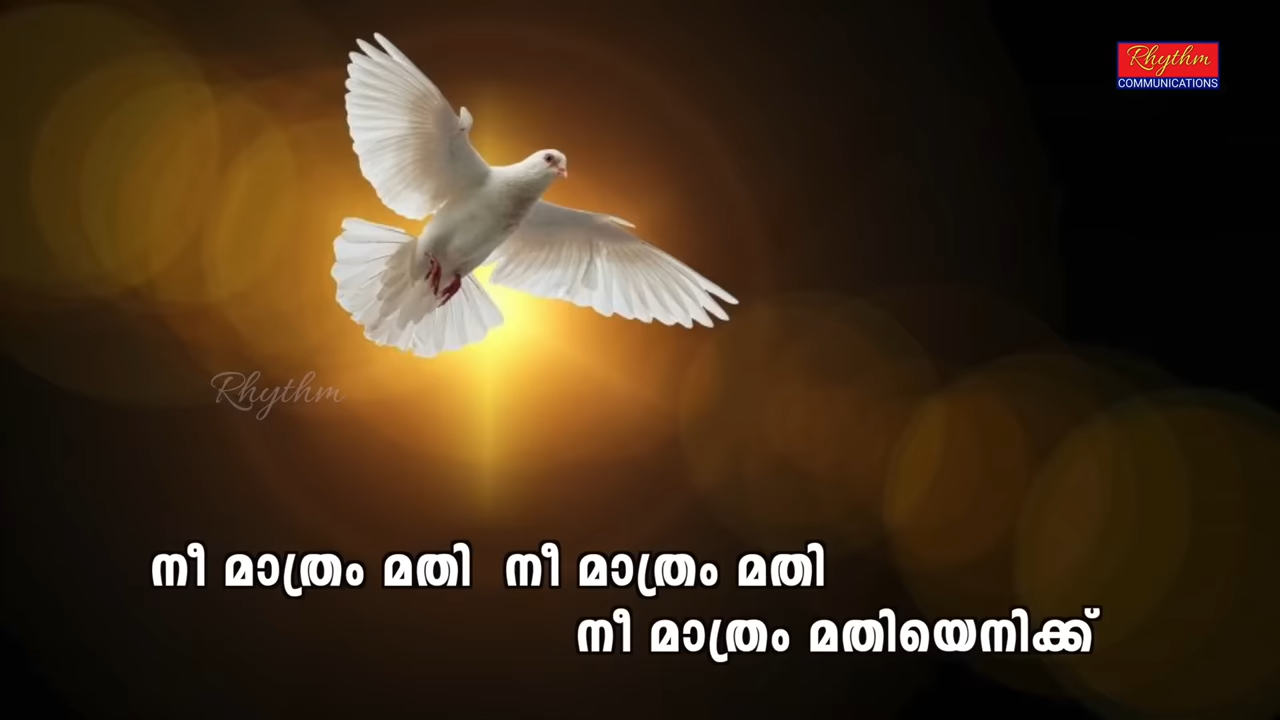 Rhythm
COMMUNICATIONS
Rhythm
നീ മാത്രം മതി നീ മാത്രം മതി
നീ മാത്രം മതിയെനിക്ക്